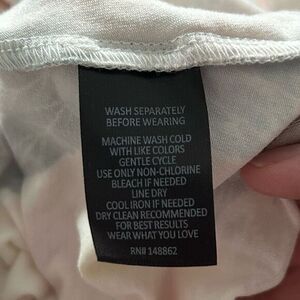 WASH SEPARATELY
BEFORE WEARING
MACHINE WASH COLD
WITH LIKE COLORS
GENTLE CYCLE
USE ONLY NON-CHLORINE
BLEACH IF NEEDED
LINE DRY
COOL IRON IF NEEDED
DRY CLEAN RECOMMENDED
FOR BEST RESULTS
WEAR WHAT YOU LOVE
RN# 148862